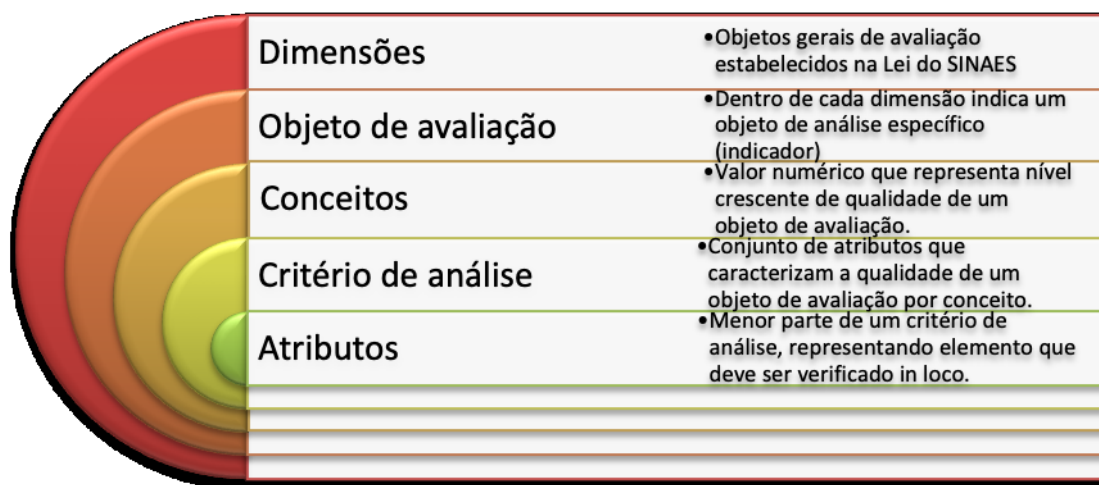 Dimensões
•Objetos gerais de avaliação
estabelecidos na Lei do SINAES
Objeto de avaliação
•Dentro de cada dimensão indica um
objeto de análise específico
(indicador)
Conceitos
•Valor numérico que representa nível
crescente de qualidade de um
objeto de avaliação.
Critério de análise
•Conjunto de atributos que
caracterizam a qualidade de um
objeto de avaliação por conceito.
Atributos
•Menor parte de um critério de
análise, representando elemento que
deve ser verificado in loco.